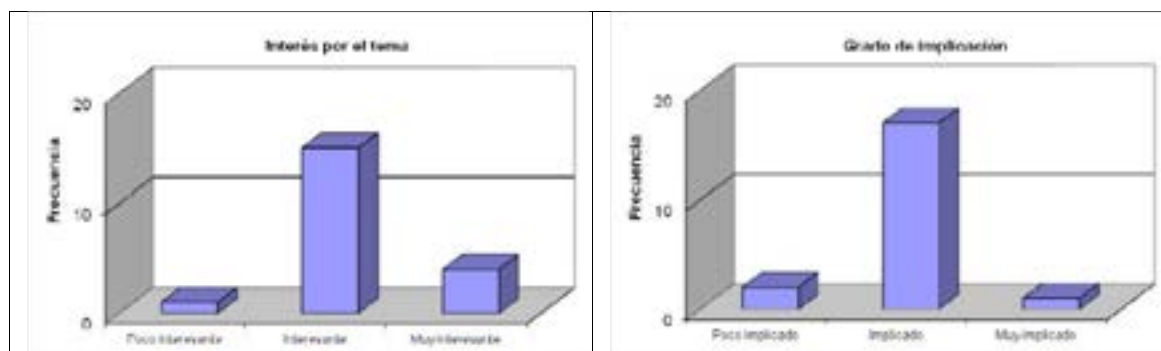 Interés por el tema
Frecuencia
20
10
0
Poco Interesante
Interesante
Muy Interesante
Grado de implicación
Frecuencia
20
10
0
Poco implicado
Implicado
Muy implicado